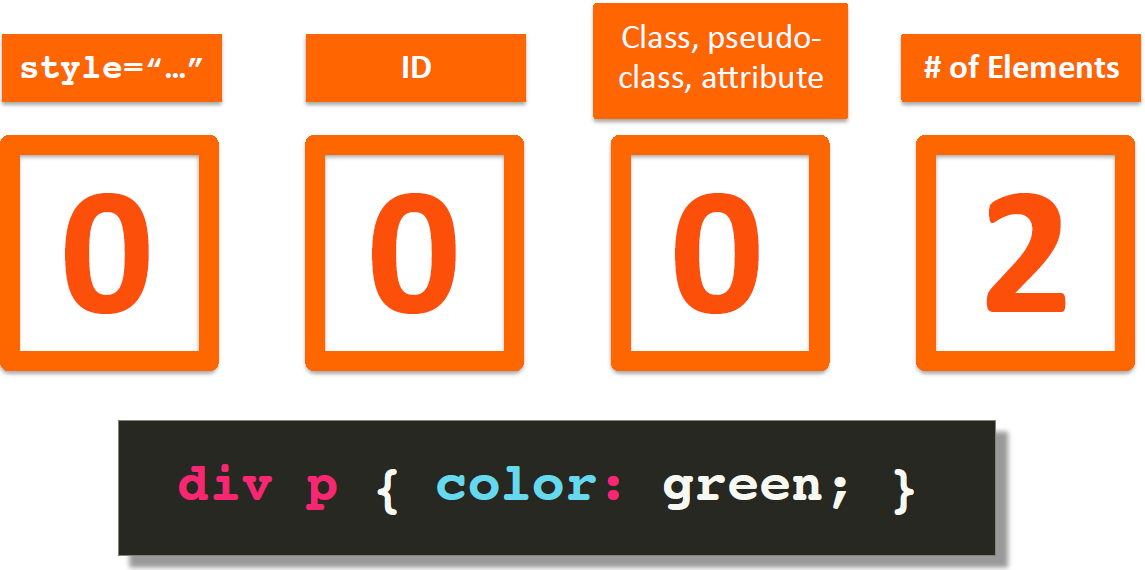 style=“…”
ID
Class, pseudo-
class, attribute
# of Elements
0
0
0
2
div p { color: green; }